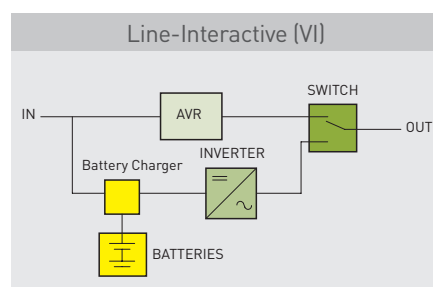 Line-Interactive (VI)
SWITCH
IN
AVR
OUT
INVERTER
Battery Charger
BATTERIES